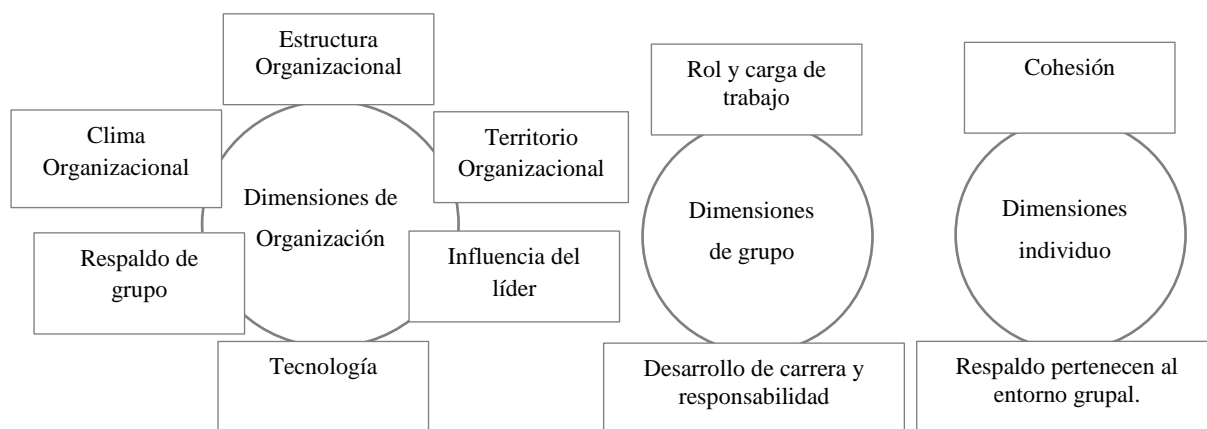 Estructura
Organizacional
Clima
Organizacional
Territorio
Organizacional
Dimensiones de
Organización
Respaldo de
grupo
Influencia del
líder
Tecnología
Rol y carga de
trabajo
Dimensiones
de grupo
Desarrollo de carrera y
responsabilidad
Cohesión
Dimensiones
individuo
Respaldo pertenecen al
entorno grupal.